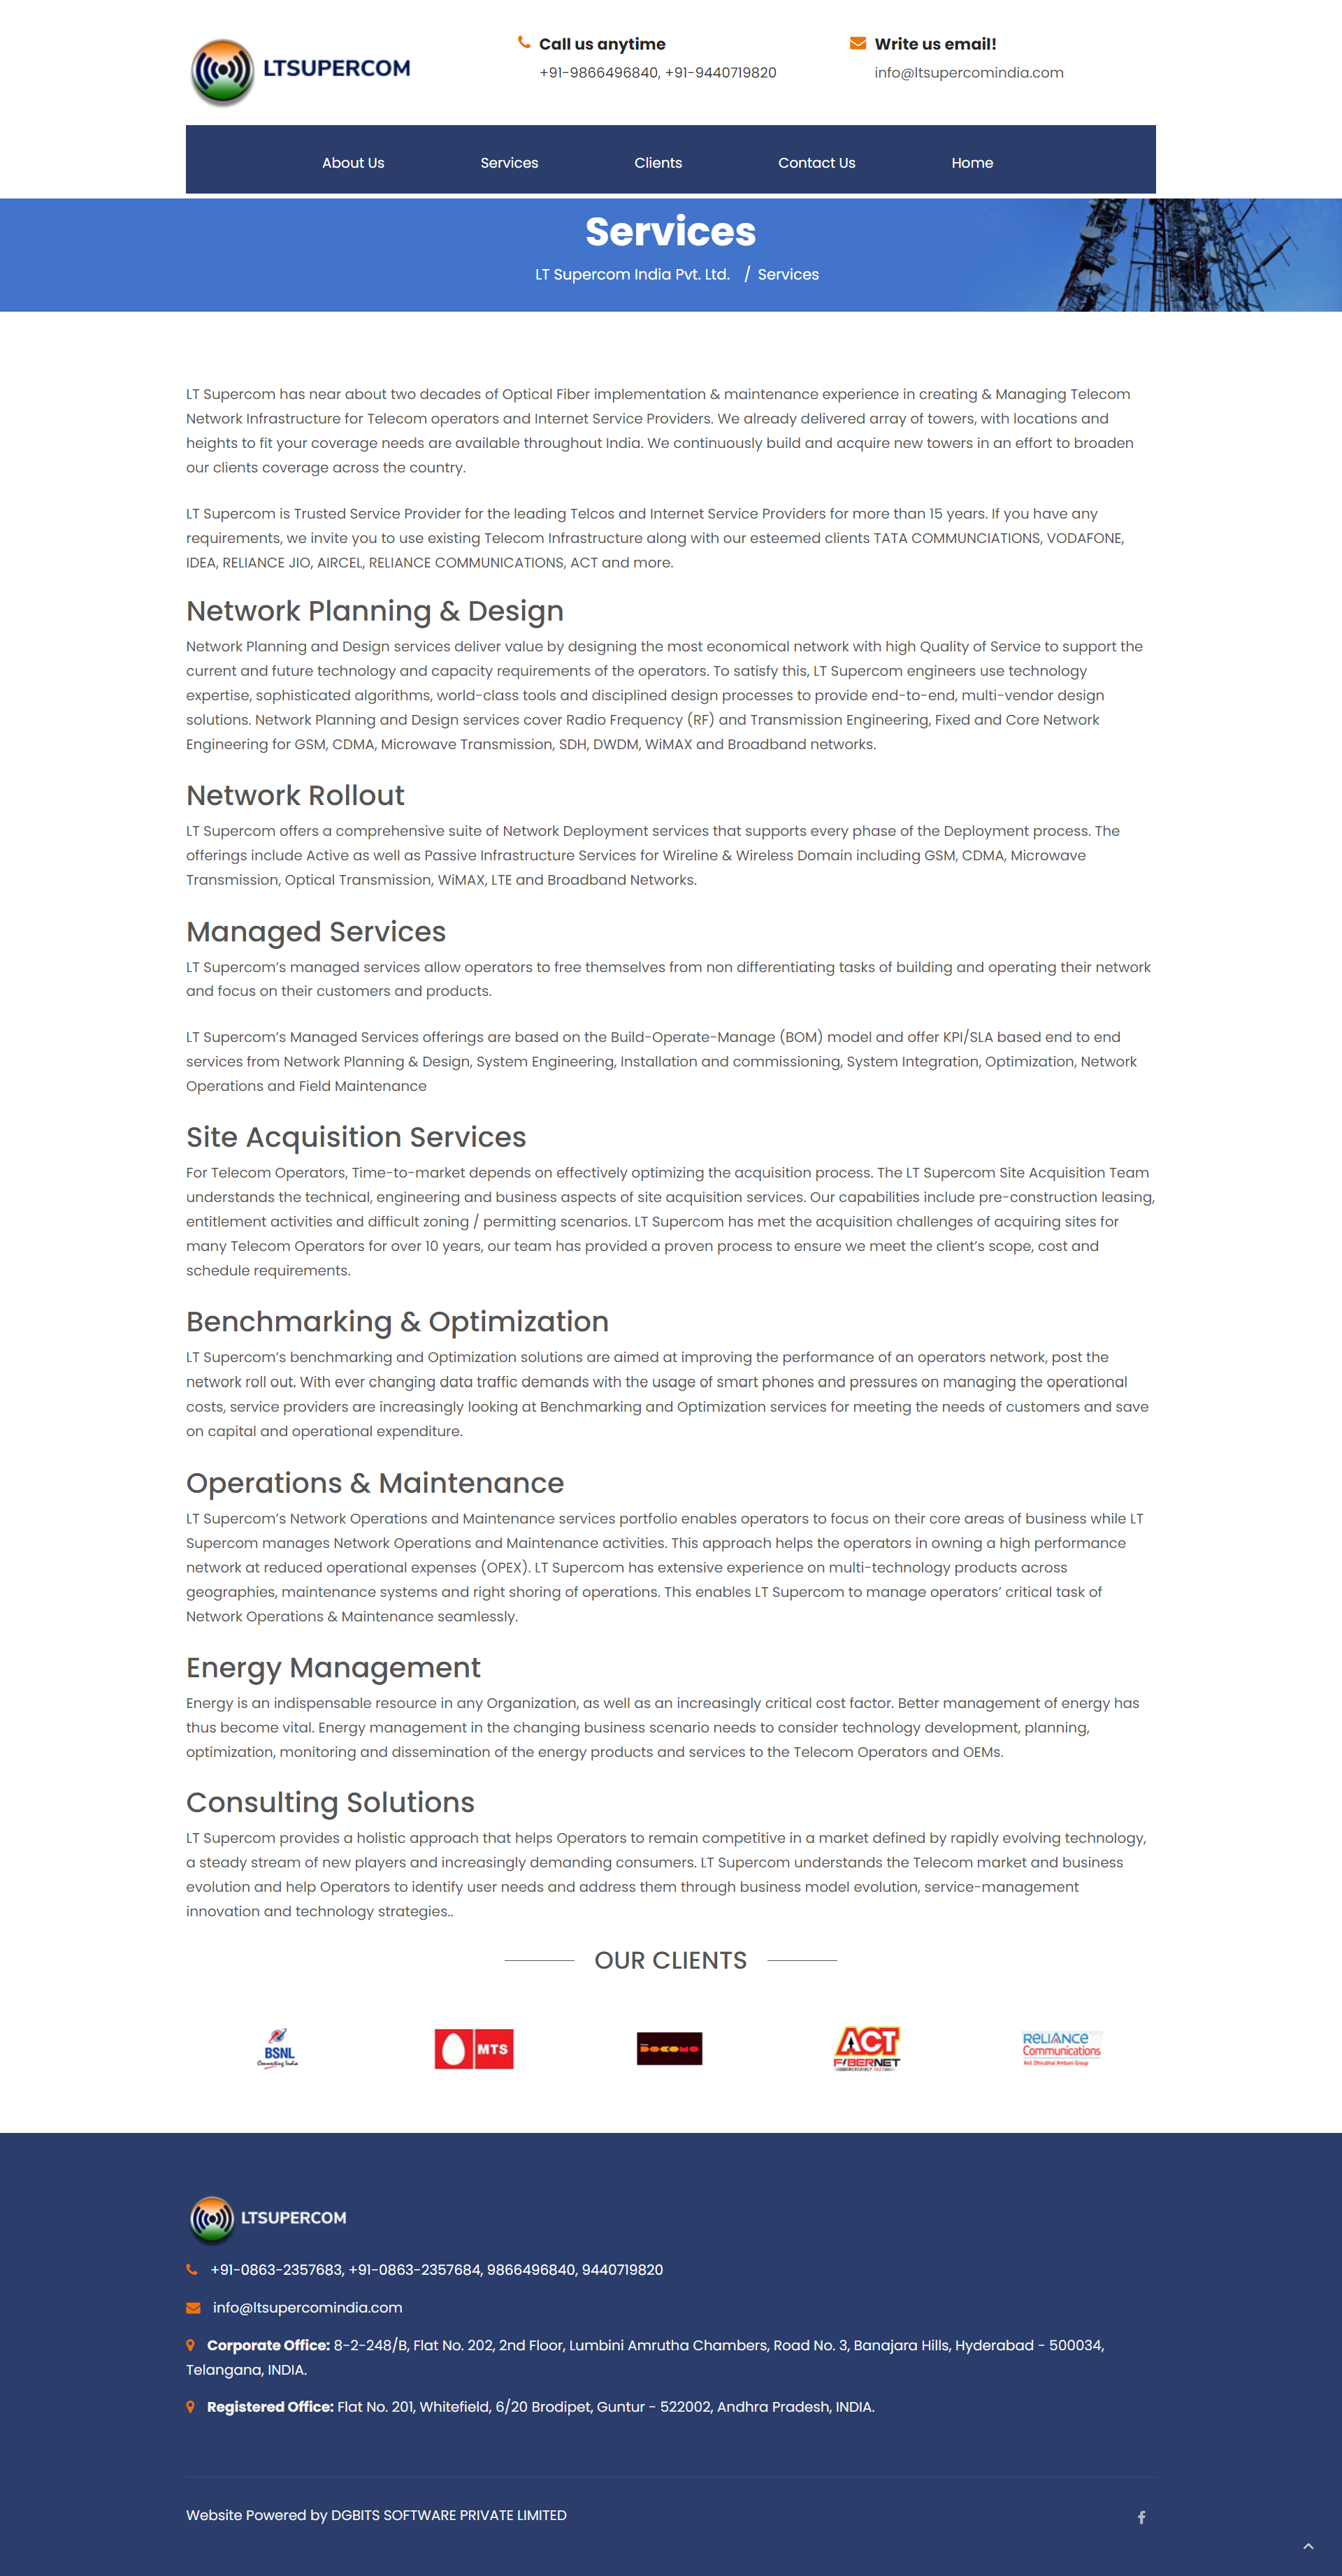 LTSUPERCOM
Call us anytime
+91-9866496840, +91-9440719820
Write us email!
info@ltsupercomindia.com
About Us
Services
Clients
Contact Us
Home
Services
LT Supercom India Pvt. Ltd. / Services
LT Supercom has near about two decades of Optical Fiber implementation & maintenance experience in creating & Managing Telecom
Network Infrastructure for Telecom operators and Internet Service Providers. We already delivered array of towers, with locations and
heights to fit your coverage needs are available throughout India. We continuously build and acquire new towers in an effort to broaden
our clients coverage across the country.
LT Supercom is Trusted Service Provider for the leading Telcos and Internet Service Providers for more than 15 years. If you have any
requirements, we invite you to use existing Telecom Infrastructure along with our esteemed clients TATA COMMUNCIATIONS, VODAFONE,
IDEA, RELIANCE JIO, AIRCEL, RELIANCE COMMUNICATIONS, ACT and more.
Network Planning & Design
Network Planning and Design services deliver value by designing the most economical network with high Quality of Service to support the
current and future technology and capacity requirements of the operators. To satisfy this, LT Supercom engineers use technology
expertise, sophisticated algorithms, world-class tools and disciplined design processes to provide end-to-end, multi-vendor design
solutions. Network Planning and Design services cover Radio Frequency (RF) and Transmission Engineering, Fixed and Core Network
Engineering for GSM, CDMA, Microwave Transmission, SDH, DWDM, WiMAX and Broadband networks.
Network Rollout
LT Supercom offers a comprehensive suite of Network Deployment services that supports every phase of the Deployment process. The
offerings include Active as well as Passive Infrastructure Services for Wireline & Wireless Domain including GSM, CDMA, Microwave
Transmission, Optical Transmission, WiMAX, LTE and Broadband Networks.
Managed Services
LT Supercom's managed services allow operators to free themselves from non differentiating tasks of building and operating their network
and focus on their customers and products.
LT Supercom's Managed Services offerings are based on the Build-Operate-Manage (BOM) model and offer KPI/SLA based end to end
services from Network Planning & Design, System Engineering, Installation and commissioning, System Integration, Optimization, Network
Operations and Field Maintenance
Site Acquisition Services
For Telecom Operators, Time-to-market depends on effectively optimizing the acquisition process. The LT Supercom Site Acquisition Team
understands the technical, engineering and business aspects of site acquisition services. Our capabilities include pre-construction leasing,
entitlement activities and difficult zoning / permitting scenarios. LT Supercom has met the acquisition challenges of acquiring sites for
many Telecom Operators for over 10 years, our team has provided a proven process to ensure we meet the client's scope, cost and
schedule requirements.
Benchmarking & Optimization
LT Supercom's benchmarking and Optimization solutions are aimed at improving the performance of an operators network, post the
network roll out. With ever changing data traffic demands with the usage of smart phones and pressures on managing the operational
costs, service providers are increasingly looking at Benchmarking and Optimization services for meeting the needs of customers and save
on capital and operational expenditure.
Operations & Maintenance
LT Supercom's Network Operations and Maintenance services portfolio enables operators to focus on their core areas of business while LT
Supercom manages Network Operations and Maintenance activities. This approach helps the operators in owning a high performance
network at reduced operational expenses (OPEX). LT Supercom has extensive experience on multi-technology products across
geographies, maintenance systems and right shoring of operations. This enables LT Supercom to manage operators' critical task of
Network Operations & Maintenance seamlessly.
Energy Management
Energy is an indispensable resource in any Organization, as well as an increasingly critical cost factor. Better management of energy has
thus become vital. Energy management in the changing business scenario needs to consider technology development, planning,
optimization, monitoring and dissemination of the energy products and services to the Telecom Operators and OEMs.
Consulting Solutions
LT Supercom provides a holistic approach that helps Operators to remain competitive in a market defined by rapidly evolving technology,
a steady stream of new players and increasingly demanding consumers. LT Supercom understands the Telecom market and business
evolution and help Operators to identify user needs and address them through business model evolution, service-management
innovation and technology strategies..
OUR CLIENTS
BSNL
Connecting India
MTS
DOCOMO
ACT
FIBERNET
RELIANCE
Communications
Anil Dhirubhai Ambani Group
LTSUPERCOM
+91-0863-2357683, +91-0863-2357684, 9866496840, 9440719820
info@ltsupercomindia.com
Corporate Office: 8-2-248/B, Flat No. 202, 2nd Floor, Lumbini Amrutha Chambers, Road No. 3, Banajara Hills, Hyderabad - 500034,
Telangana, INDIA.
Registered Office: Flat No. 201, Whitefield, 6/20 Brodipet, Guntur - 522002, Andhra Pradesh, INDIA.
Website Powered by DGBITS SOFTWARE PRIVATE LIMITED